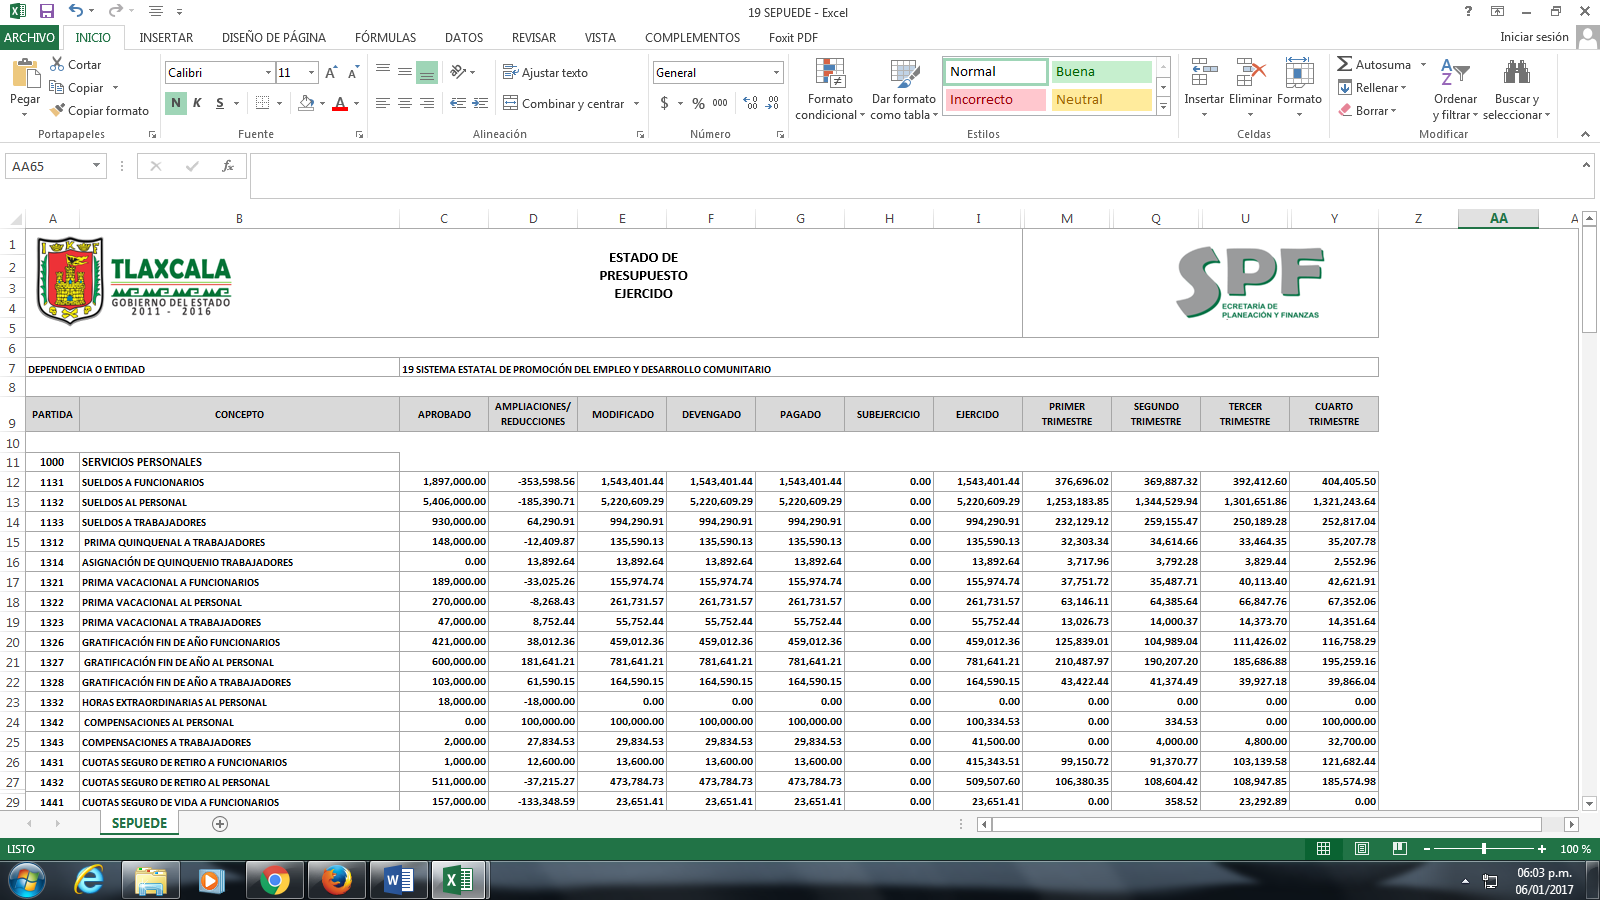 19 SEPUEDE - Excel
?
ARCHIVO INICIO INSERTAR DISEÑO DE PÁGINA FÓRMULAS DATOS REVISAR VISTA COMPLEMENTOS Foxit PDF Iniciar sesión
Pegar
Cortar
Copiar
Copiar formato
Portapapeles
Calibri 11
N K S A
Fuente
Ajustar texto
Combinar y centrar
Alineación
General
$ % 000
Número
Formato condicional
Dar formato como tabla
Normal Buena
Incorrecto Neutral
Estilos
Insertar Eliminar Formato
Celdas
Autosuma
Rellenar
Borrar
Ordenar y filtrar
Buscar y seleccionar
Modificar
AA65 fx
A B C D E F G H I M Q U Y Z AA A
1
2
3
4
5
TLAXCALA
GOBIERNO DEL ESTADO
2011 - 2016
ESTADO DE
PRESUPUESTO
EJERCIDO
SPF
ECRETARÍA DE
PLANEACIÓN Y FINANZAS
6
7 DEPENDENCIA O ENTIDAD 19 SISTEMA ESTATAL DE PROMOCIÓN DEL EMPLEO Y DESARROLLO COMUNITARIO
8
9 PARTIDA CONCEPTO APROBADO AMPLIACIONES/ REDUCCIONES MODIFICADO DEVENGADO PAGADO SUBEJERCICIO EJERCIDO PRIMER TRIMESTRE SEGUNDO TRIMESTRE TERCER TRIMESTRE CUARTO TRIMESTRE
10
11 1000 SERVICIOS PERSONALES
12 1131 SUELDOS A FUNCIONARIOS 1,897,000.00 -353,598.56 1,543,401.44 1,543,401.44 1,543,401.44 0.00 1,543,401.44 376,696.02 369,887.32 392,412.60 404,405.50
13 1132 SUELDOS AL PERSONAL 5,406,000.00 -185,390.71 5,220,609.29 5,220,609.29 5,220,609.29 0.00 5,220,609.29 1,253,183.85 1,344,529.94 1,301,651.86 1,321,243.64
14 1133 SUELDOS A TRABAJADORES 930,000.00 64,290.91 994,290.91 994,290.91 994,290.91 0.00 994,290.91 232,129.12 259,155.47 250,189.28 252,817.04
15 1312 PRIMA QUINQUENAL A TRABAJADORES 148,000.00 -12,409.87 135,590.13 135,590.13 135,590.13 0.00 135,590.13 32,303.34 34,614.66 33,464.35 35,207.78
16 1314 ASIGNACIÓN DE QUINQUENIO TRABAJADORES 0.00 13,892.64 13,892.64 13,892.64 13,892.64 0.00 13,892.64 3,717.96 3,792.28 3,829.44 2,552.96
17 1321 PRIMA VACACIONAL A FUNCIONARIOS 189,000.00 -33,025.26 155,974.74 155,974.74 155,974.74 0.00 155,974.74 37,751.72 35,487.71 40,113.40 42,621.91
18 1322 PRIMA VACACIONAL AL PERSONAL 270,000.00 -8,268.43 261,731.57 261,731.57 261,731.57 0.00 261,731.57 63,146.11 64,385.64 66,847.76 67,352.06
19 1323 PRIMA VACACIONAL A TRABAJADORES 47,000.00 8,752.44 55,752.44 55,752.44 55,752.44 0.00 55,752.44 13,026.73 14,000.37 14,373.70 14,351.64
20 1326 GRATIFICACIÓN FIN DE AÑO FUNCIONARIOS 421,000.00 38,012.36 459,012.36 459,012.36 459,012.36 0.00 459,012.36 125,839.01 104,989.04 111,426.02 116,758.29
21 1327 GRATIFICACIÓN FIN DE AÑO AL PERSONAL 600,000.00 181,641.21 781,641.21 781,641.21 781,641.21 0.00 781,641.21 210,487.97 190,207.20 185,686.88 195,259.16
22 1328 GRATIFICACIÓN FIN DE AÑO A TRABAJADORES 103,000.00 61,590.15 164,590.15 164,590.15 164,590.15 0.00 164,590.15 43,422.44 41,374.49 39,927.18 39,866.04
23 1332 HORAS EXTRAORDINARIAS AL PERSONAL 18,000.00 -18,000.00 0.00 0.00 0.00 0.00 0.00 0.00 0.00 0.00 0.00
24 1342 COMPENSACIONES AL PERSONAL 0.00 100,000.00 100,000.00 100,000.00 100,000.00 0.00 100,334.53 0.00 334.53 0.00 100,000.00
25 1343 COMPENSACIONES A TRABAJADORES 2,000.00 27,834.53 29,834.53 29,834.53 29,834.53 0.00 41,500.00 0.00 4,000.00 4,800.00 32,700.00
26 1431 CUOTAS SEGURO DE RETIRO A FUNCIONARIOS 1,000.00 12,600.00 13,600.00 13,600.00 13,600.00 0.00 415,343.51 99,150.72 91,370.77 103,139.58 121,682.44
27 1432 CUOTAS SEGURO DE RETIRO AL PERSONAL 511,000.00 -37,215.27 473,784.73 473,784.73 473,784.73 0.00 509,507.60 106,380.35 108,604.42 108,947.85 185,574.98
29 1441 CUOTAS SEGURO DE VIDA A FUNCIONARIOS 157,000.00 -133,348.59 23,651.41 23,651.41 23,651.41 0.00 23,651.41 0.00 358.52 23,292.89 0.00
SEPUEDE
LISTO 100 %
06:03 p.m.
06/01/2017